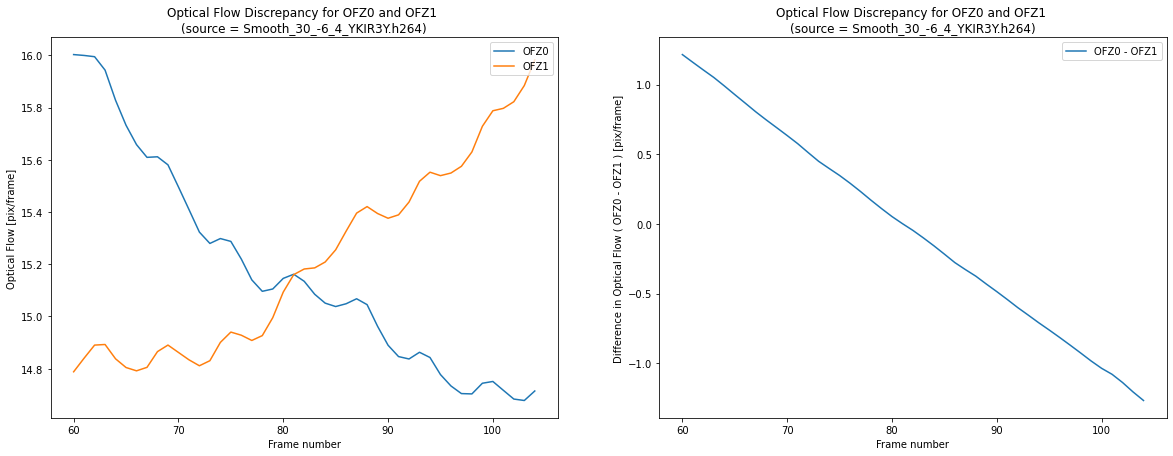 Optical Flow Discrepancy for OFZ0 and OFZ1
(source = Smooth_30_-6_4_YKIR3Y.h264)
OFZ0
OFZ1
Optical Flow [pix/frame]
16.0
15.8
15.6
15.4
15.2
15.0
14.8
60 70 80 90 100
Frame number
Optical Flow Discrepancy for OFZ0 and OFZ1
(source = Smooth_30_-6_4_YKIR3Y.h264)
OFZ0 - OFZ1
Difference in Optical Flow ( OFZ0 - OFZ1 ) [pix/frame]
1.0
0.5
0.0
−0.5
−1.0
60 70 80 90 100
Frame number